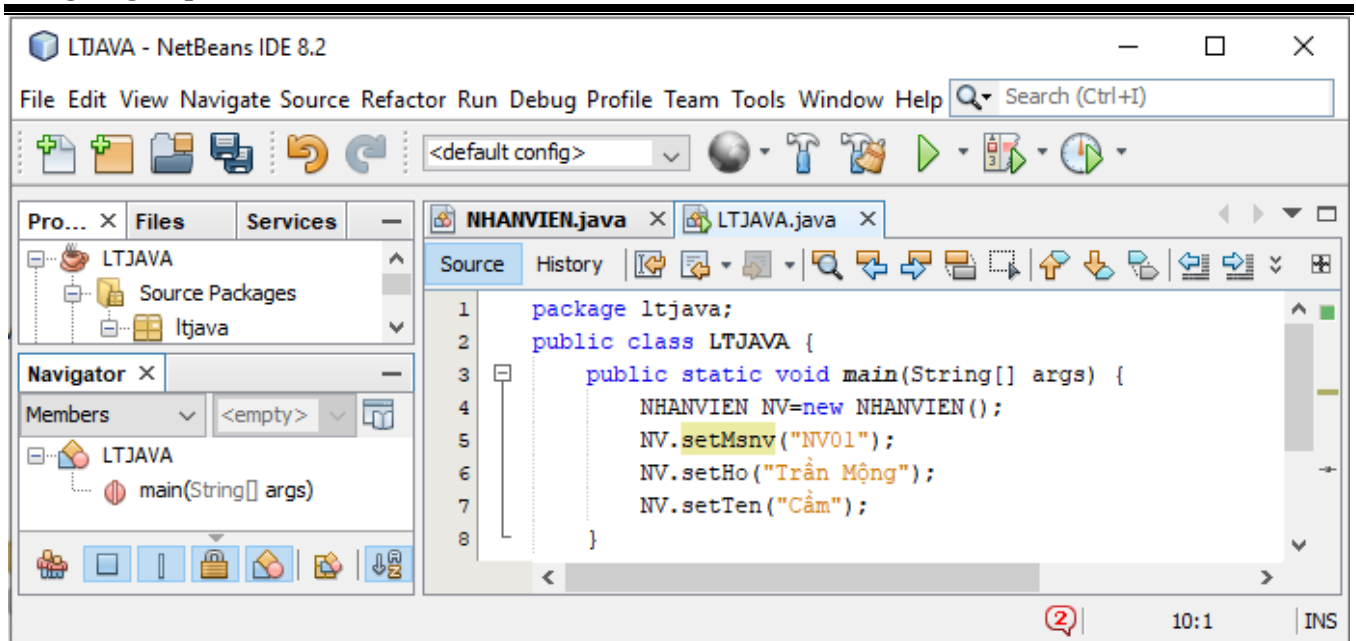 LTJAVA - NetBeans IDE 8.2
File Edit View Navigate Source Refactor Run Debug Profile Team Tools Window Help Search (Ctrl+I)
<default config>
Pro... Files Services
NHANVIEN.java LTJAVA.java
LTJAVA
Source Packages
ltjava
Source History
Navigator
Members <empty>
LTJAVA
main(String[] args)
1 package ltjava;
2 public class LTJAVA {
3 public static void main(String[] args) {
4 NHANVIEN NV=new NHANVIEN();
5 NV.setMsnv("NV01");
6 NV.setHo("Trần Mộng");
7 NV.setTen("Cầm");
8 }
2 10:1 INS